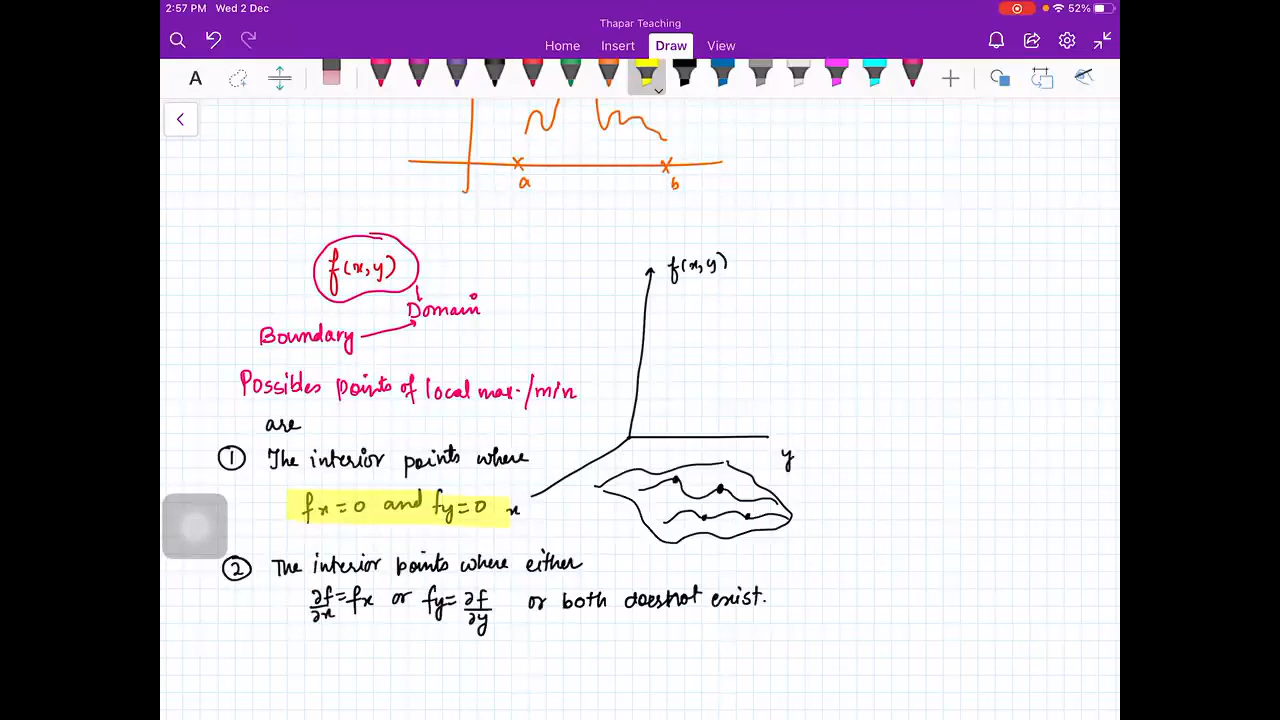 2:57 PM Wed 2 Dec
52%
Thapar Teaching
Home Insert Draw View
A
a b
f(x,y)
f(x,y)
Domain
Boundary
Possibles points of local max./min
are
y
① The interior points where
fx=0 and fy=0
x
② The interior points where either
∂f/∂x=fx or fy=∂f/∂y or both doesnot exist.